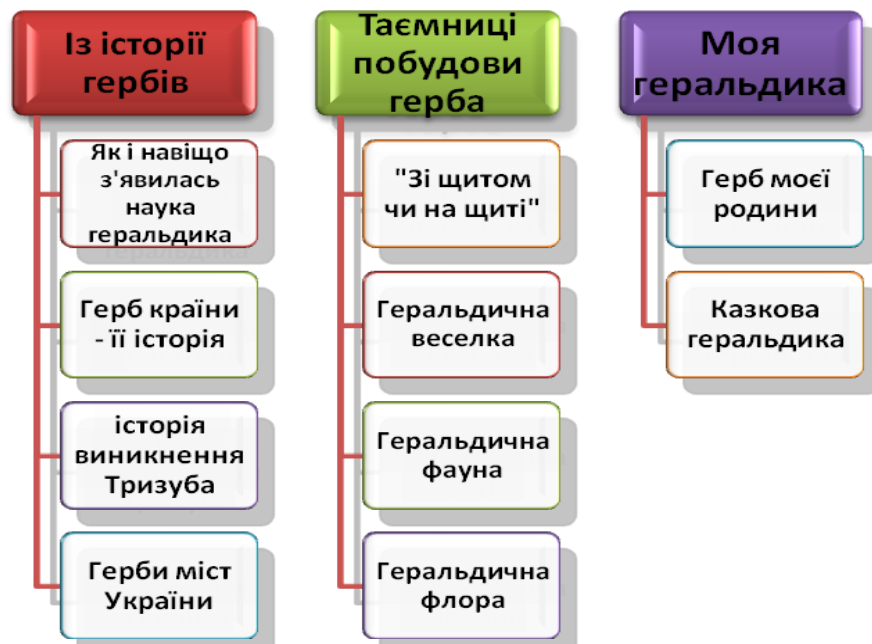 Із історії
гербів
Як і навіщо
з'явилась
наука
геральдика
Герб країни
- її історія
історія
виникнення
Тризуба
Герби міст
України
Таємниці
побудови
герба
"Зі щитом
чи на щиті"
Геральдична
веселка
Геральдична
фауна
Геральдична
флора
Моя
геральдика
Герб моєї
родини
Казкова
геральдика